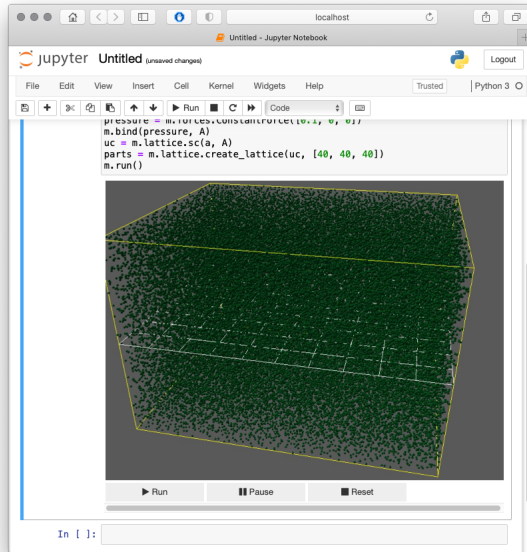 localhost
Untitled - Jupyter Notebook
jupyter Untitled (unsaved changes)
Logout
File Edit View Insert Cell Kernel Widgets Help Trusted Python 3
Run Code
pressure = m.forces.ConstantForce([0.1, 0, 0])
m.bind(pressure, A)
uc = m.lattice.sc(a, A)
parts = m.lattice.create_lattice(uc, [40, 40, 40])
m.run()
Run Pause Reset
In [ ]: